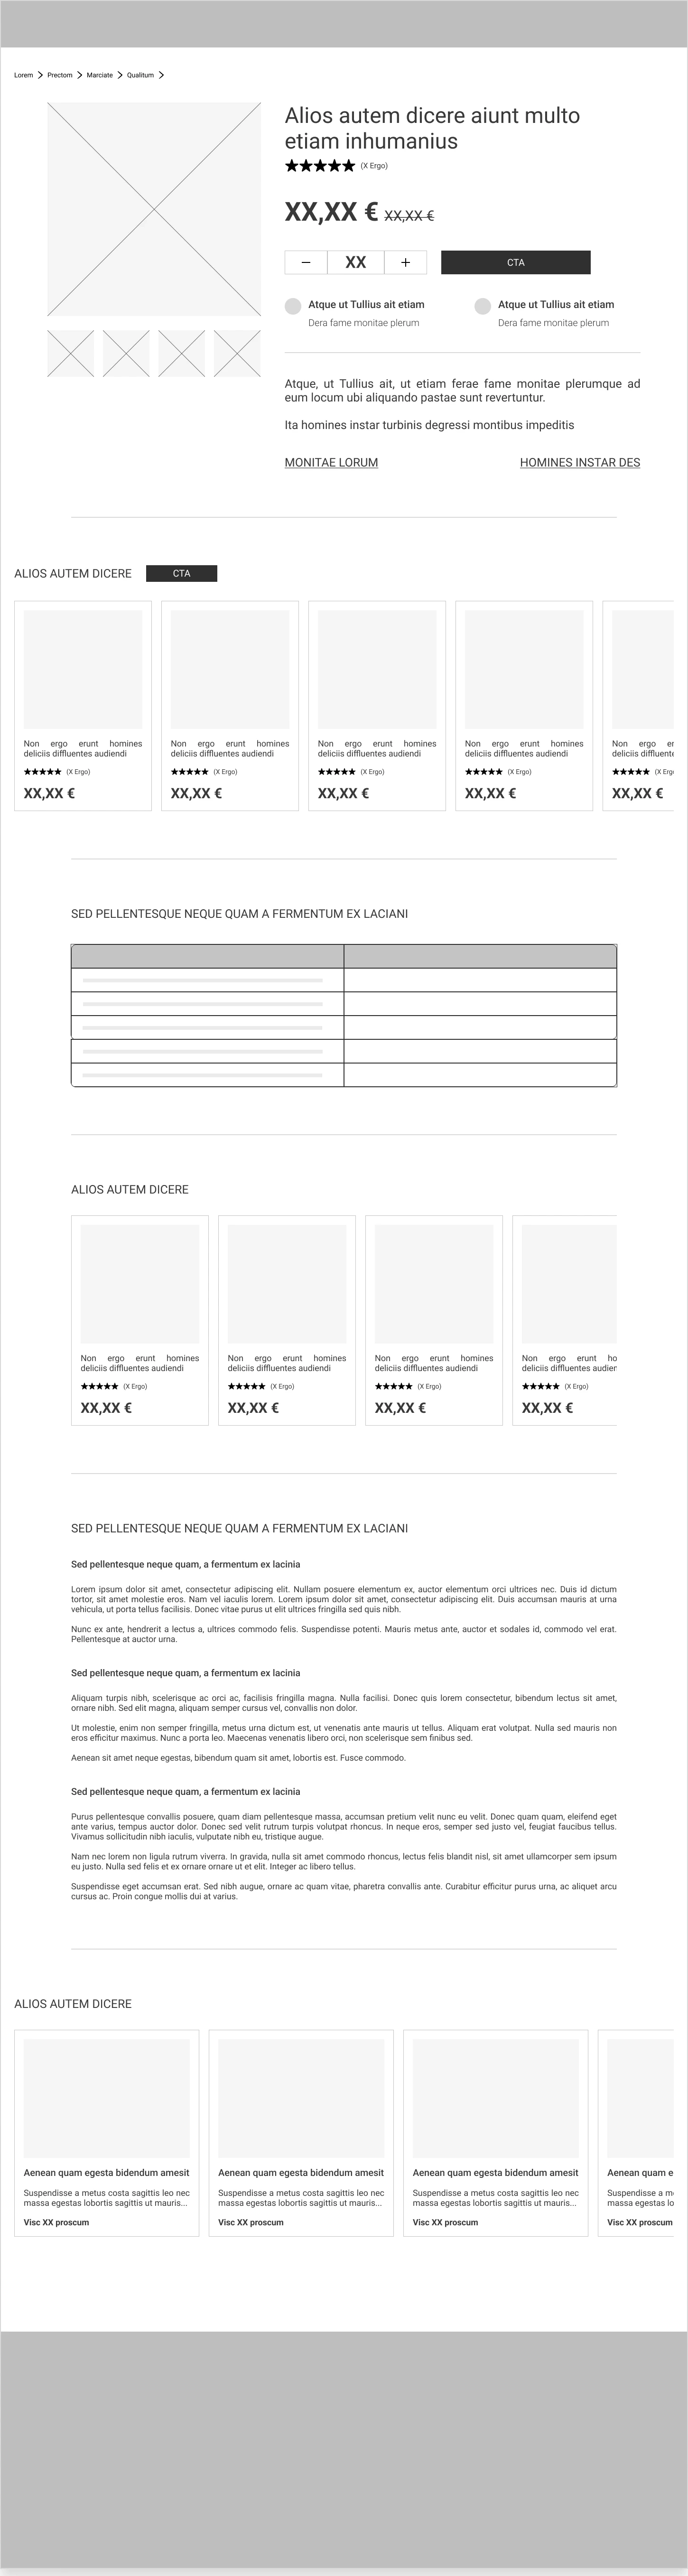 Lorem > Prectom > Marciate > Qualitum >
Alios autem dicere aiunt multo
etiam inhumanius
★★★★★ (X Ergo)
XX,XX € XX,XX €
− XX + CTA
Atque ut Tullius ait etiam
Dera fame monitae plerum
Atque ut Tullius ait etiam
Dera fame monitae plerum
Atque, ut Tullius ait, ut etiam ferae fame monitae plerumque ad
eum locum ubi aliquando pastae sunt revertuntur.
Ita homines instar turbinis degressi montibus impeditis
MONITAE LORUM
HOMINES INSTAR DES
ALIOS AUTEM DICERE
CTA
Non ergo erunt homines
deliciis diffluentes audiendi
★★★★★ (X Ergo)
XX,XX €
Non ergo erunt homines
deliciis diffluentes audiendi
★★★★★ (X Ergo)
XX,XX €
Non ergo erunt homines
deliciis diffluentes audiendi
★★★★★ (X Ergo)
XX,XX €
Non ergo erunt homines
deliciis diffluentes audiendi
★★★★★ (X Ergo)
XX,XX €
Non ergo er
deliciis diffluente
★★★★★ (X Erg
XX,XX €
SED PELLENTESQUE NEQUE QUAM A FERMENTUM EX LACIANI
ALIOS AUTEM DICERE
Non ergo erunt homines
deliciis diffluentes audiendi
★★★★★ (X Ergo)
XX,XX €
Non ergo erunt homines
deliciis diffluentes audiendi
★★★★★ (X Ergo)
XX,XX €
Non ergo erunt homines
deliciis diffluentes audiendi
★★★★★ (X Ergo)
XX,XX €
Non ergo erunt ho
deliciis diffluentes audien
★★★★★ (X Ergo)
XX,XX €
SED PELLENTESQUE NEQUE QUAM A FERMENTUM EX LACIANI
Sed pellentesque neque quam, a fermentum ex lacinia
Lorem ipsum dolor sit amet, consectetur adipiscing elit. Nullam posuere elementum ex, auctor elementum orci ultrices nec. Duis id dictum
tortor, sit amet molestie eros. Nam vel iaculis lorem. Lorem ipsum dolor sit amet, consectetur adipiscing elit. Duis accumsan mauris at urna
vehicula, ut porta tellus facilisis. Donec vitae purus ut elit ultrices fringilla sed quis nibh.
Nunc ex ante, hendrerit a lectus a, ultrices commodo felis. Suspendisse potenti. Mauris metus ante, auctor et sodales id, commodo vel erat.
Pellentesque at auctor urna.
Sed pellentesque neque quam, a fermentum ex lacinia
Aliquam turpis nibh, scelerisque ac orci ac, facilisis fringilla magna. Nulla facilisi. Donec quis lorem consectetur, bibendum lectus sit amet,
ornare nibh. Sed elit magna, aliquam semper cursus vel, convallis non dolor.
Ut molestie, enim non semper fringilla, metus urna dictum est, ut venenatis ante mauris ut tellus. Aliquam erat volutpat. Nulla sed mauris non
eros efficitur maximus. Nunc a porta leo. Maecenas venenatis libero orci, non scelerisque sem finibus sed.
Aenean sit amet neque egestas, bibendum quam sit amet, lobortis est. Fusce commodo.
Sed pellentesque neque quam, a fermentum ex lacinia
Purus pellentesque convallis posuere, quam diam pellentesque massa, accumsan pretium velit nunc eu velit. Donec quam quam, eleifend eget
ante varius, tempus auctor dolor. Donec sed velit rutrum turpis volutpat rhoncus. In neque eros, semper sed justo vel, feugiat faucibus tellus.
Vivamus sollicitudin nibh iaculis, vulputate nibh eu, tristique augue.
Nam nec lorem non ligula rutrum viverra. In gravida, nulla sit amet commodo rhoncus, lectus felis blandit nisl, sit amet ullamcorper sem ipsum
eu justo. Nulla sed felis et ex ornare ornare ut et elit. Integer ac libero tellus.
Suspendisse eget accumsan erat. Sed nibh augue, ornare ac quam vitae, pharetra convallis ante. Curabitur efficitur purus urna, ac aliquet arcu
cursus ac. Proin congue mollis dui at varius.
ALIOS AUTEM DICERE
Aenean quam egesta bidendum amesit
Suspendisse a metus costa sagittis leo nec
massa egestas lobortis sagittis ut mauris...
Visc XX proscum
Aenean quam egesta bidendum amesit
Suspendisse a metus costa sagittis leo nec
massa egestas lobortis sagittis ut mauris...
Visc XX proscum
Aenean quam egesta bidendum amesit
Suspendisse a metus costa sagittis leo nec
massa egestas lobortis sagittis ut mauris...
Visc XX proscum
Aenean quam e
Suspendisse a m
massa egestas lo
Visc XX proscum